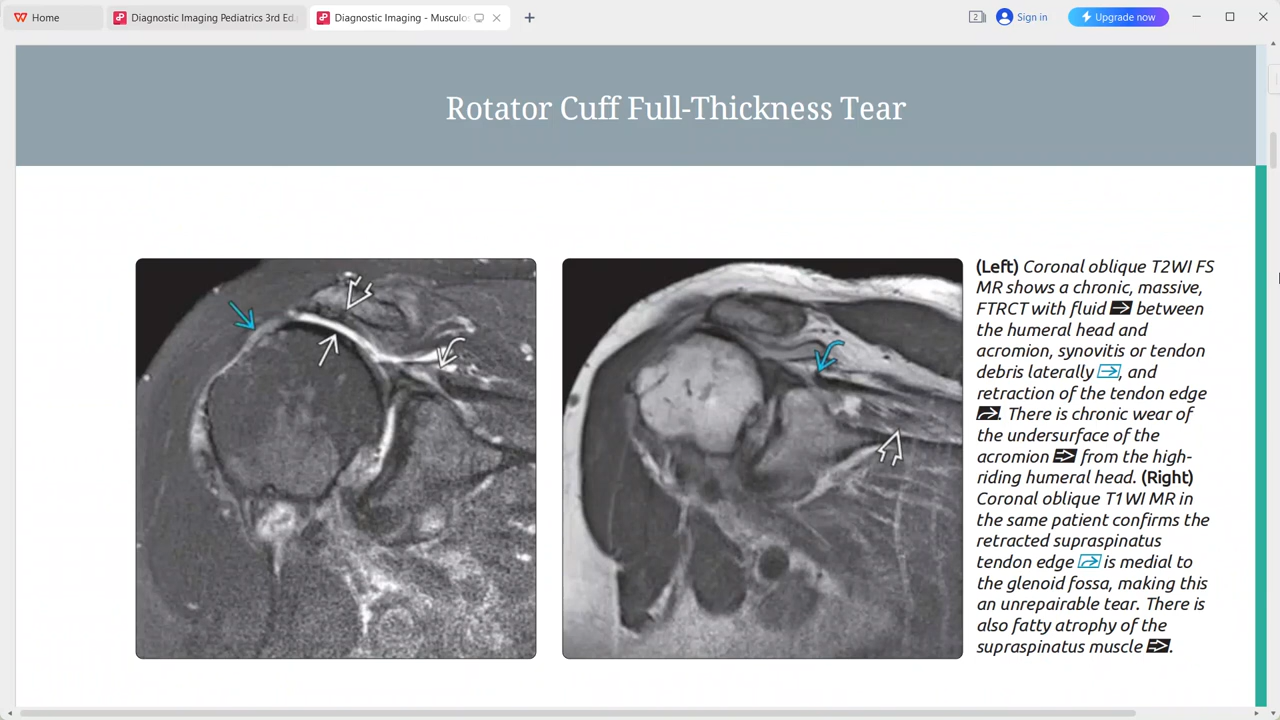 Home
Diagnostic Imaging Pediatrics 3rd Ed.
Diagnostic Imaging - Musculos
2
Sign in
Upgrade now
Rotator Cuff Full-Thickness Tear
(Left) Coronal oblique T2WI FS
MR shows a chronic, massive,
FTRCT with fluid between
the humeral head and
acromion, synovitis or tendon
debris laterally , and
retraction of the tendon edge
. There is chronic wear of
the undersurface of the
acromion from the high-
riding humeral head. (Right)
Coronal oblique T1WI MR in
the same patient confirms the
retracted supraspinatus
tendon edge is medial to
the glenoid fossa, making this
an unrepairable tear. There is
also fatty atrophy of the
supraspinatus muscle .